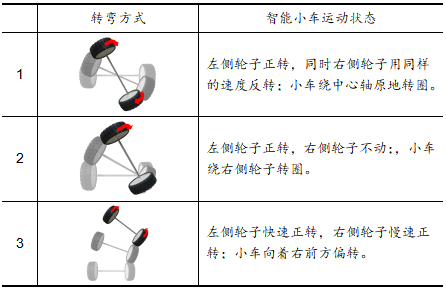 转弯方式 智能小车运动状态
1 左侧轮子正转，同时右侧轮子用同样
的速度反转；小车绕中心轴原地转圈。
2 左侧轮子正转，右侧轮子不动;，小车
绕右侧轮子转圈。
3 左侧轮子快速正转，右侧轮子慢速正
转；小车向着右前方偏转。